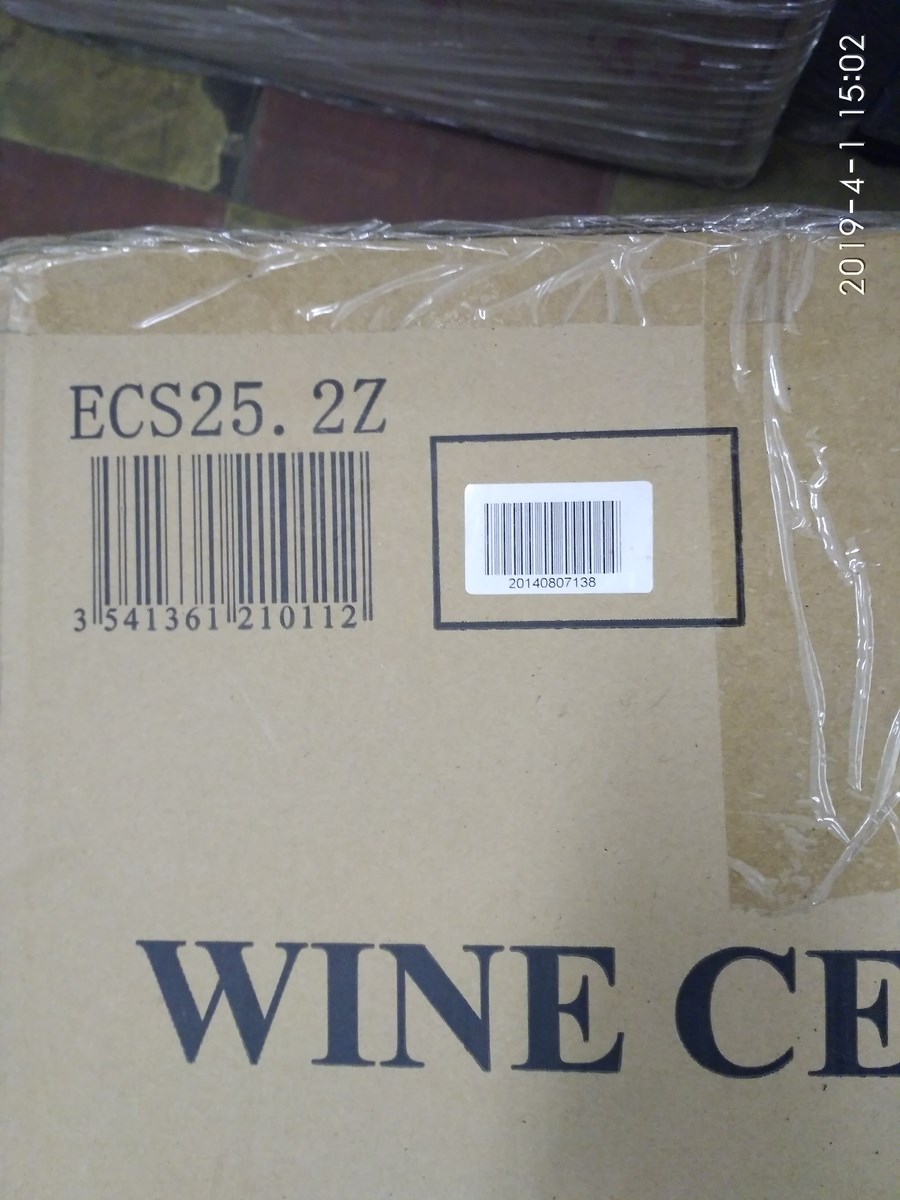 2019-4-1 15:02
ECS25.2Z
3 541361 210112
20140807138
WINE CE